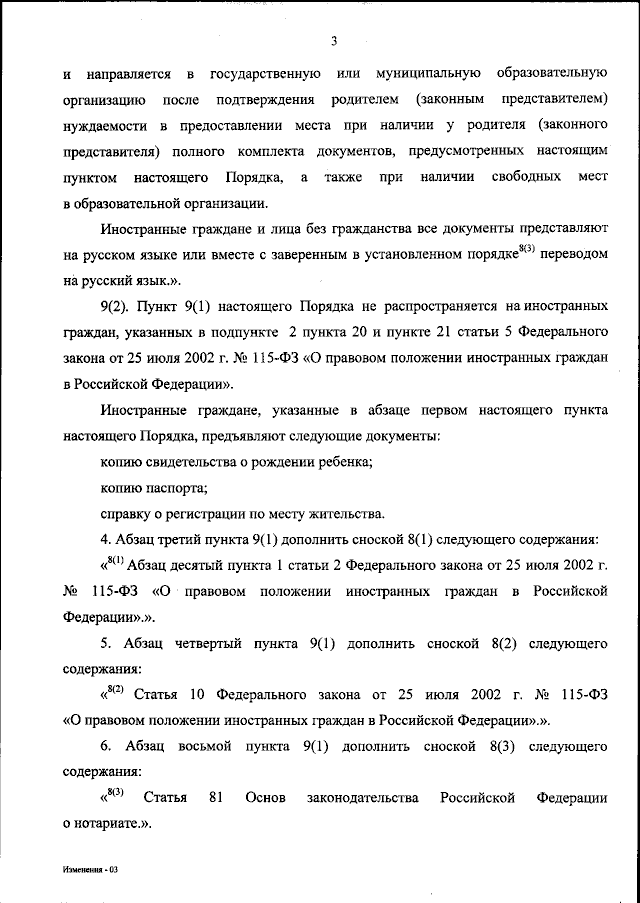 3
и направляется в государственную или муниципальную образовательную
организацию после подтверждения родителем (законным представителем)
нуждаемости в предоставлении места при наличии у родителя (законного
представителя) полного комплекта документов, предусмотренных настоящим
пунктом настоящего Порядка, а также при наличии свободных мест
в образовательной организации.
Иностранные граждане и лица без гражданства все документы представляют
на русском языке или вместе с заверенным в установленном порядке8(3) переводом
на русский язык.».
9(2). Пункт 9(1) настоящего Порядка не распространяется на иностранных
граждан, указанных в подпункте 2 пункта 20 и пункте 21 статьи 5 Федерального
закона от 25 июля 2002 г. № 115-ФЗ «О правовом положении иностранных граждан
в Российской Федерации».
Иностранные граждане, указанные в абзаце первом настоящего пункта
настоящего Порядка, предъявляют следующие документы:
копию свидетельства о рождении ребенка;
копию паспорта;
справку о регистрации по месту жительства.
4. Абзац третий пункта 9(1) дополнить сноской 8(1) следующего содержания:
«8(1) Абзац десятый пункта 1 статьи 2 Федерального закона от 25 июля 2002 г.
№ 115-ФЗ «О правовом положении иностранных граждан в Российской
Федерации».».
5. Абзац четвертый пункта 9(1) дополнить сноской 8(2) следующего
содержания:
«8(2) Статья 10 Федерального закона от 25 июля 2002 г. № 115-ФЗ
«О правовом положении иностранных граждан в Российской Федерации».».
6. Абзац восьмой пункта 9(1) дополнить сноской 8(3) следующего
содержания:
«8(3) Статья 81 Основ законодательства Российской Федерации
о нотариате.».
Изменения - 03